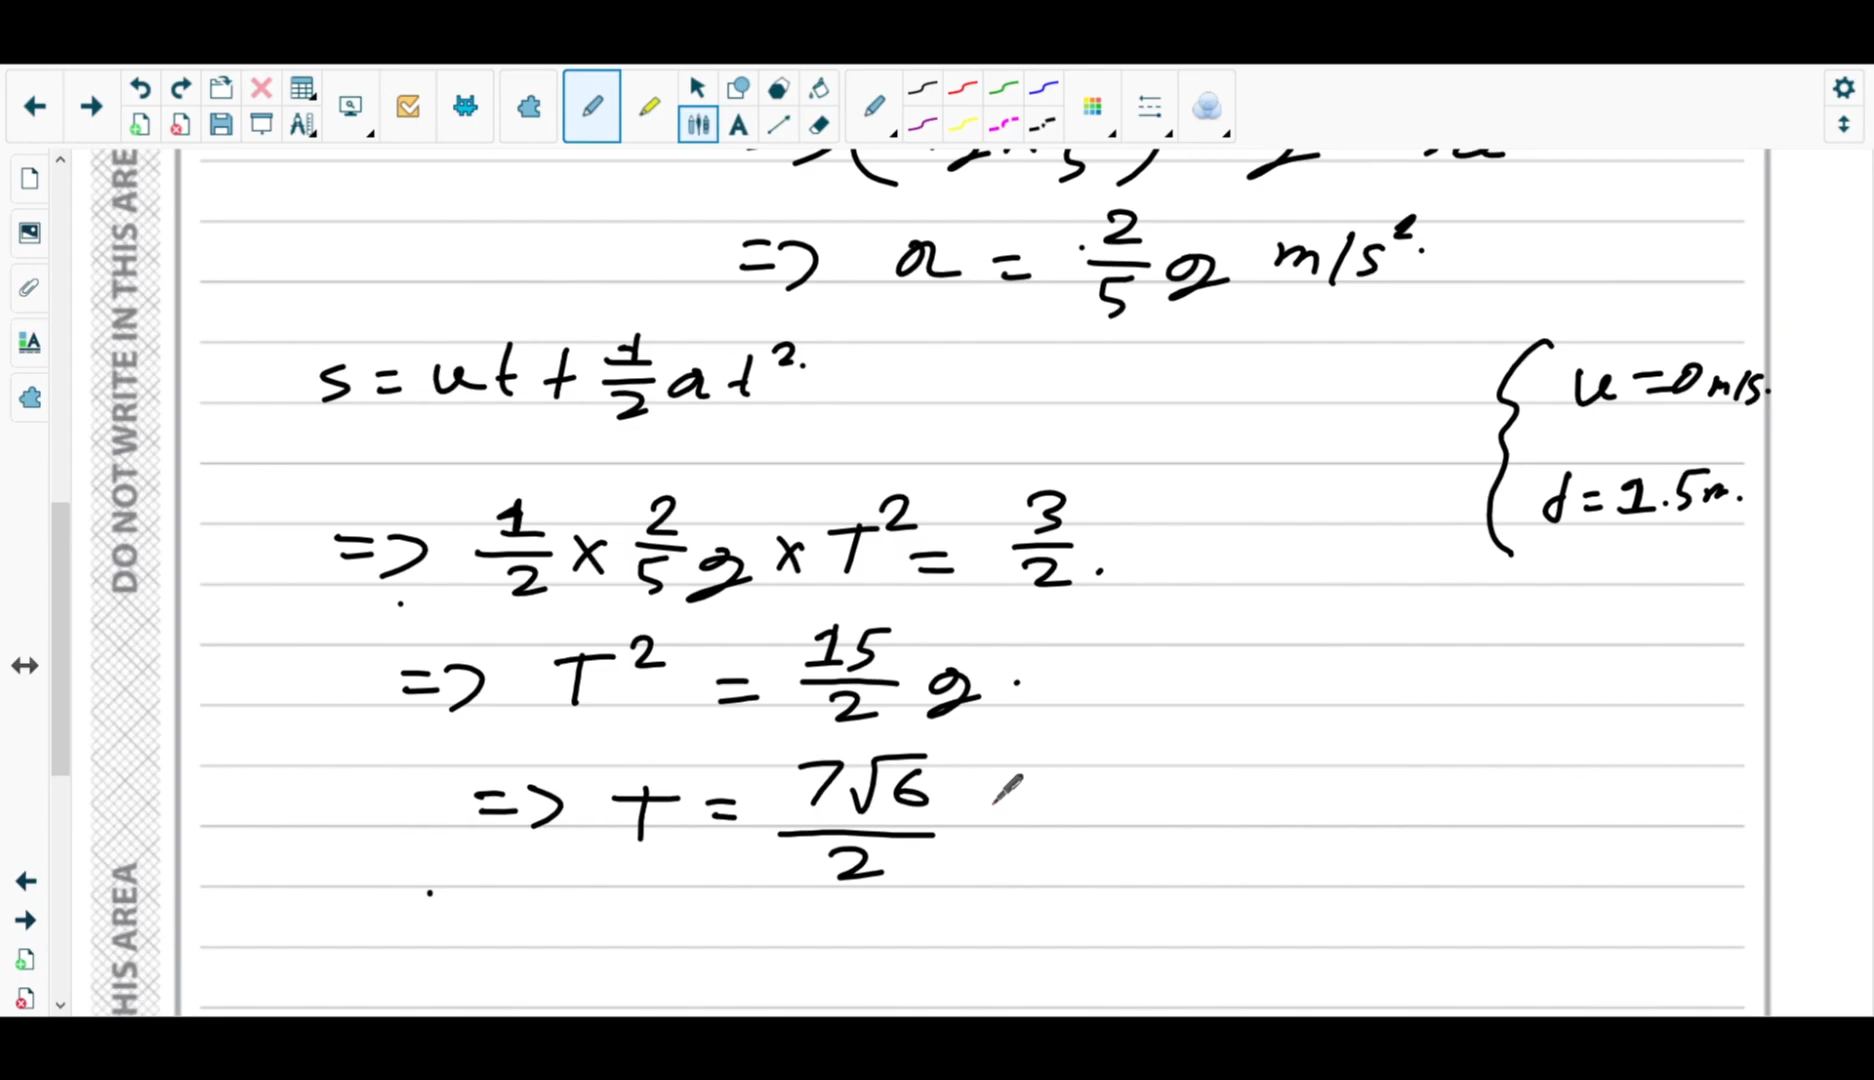 => a = 2/5 g m/s².
s = ut + 1/2 at².
{ u = 0 m/s.
d = 1.5m.
=> 1/2 × 2/5 g × T² = 3/2.
=> T² = 15/2 g.
=> T = 7√6/2
DO NOT WRITE IN THIS ARE
HIS AREA